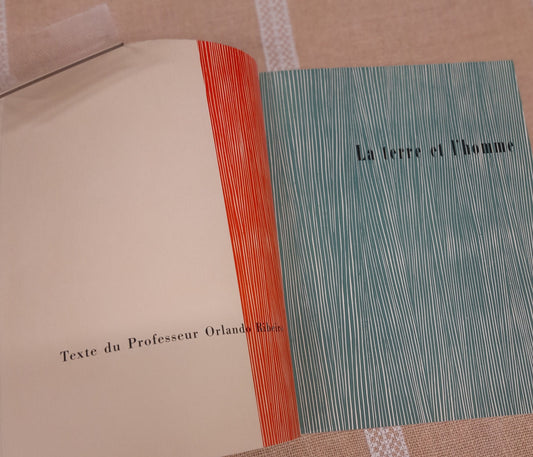 Texte du Professeur Orlando Ribeiro
La terre et l'homme